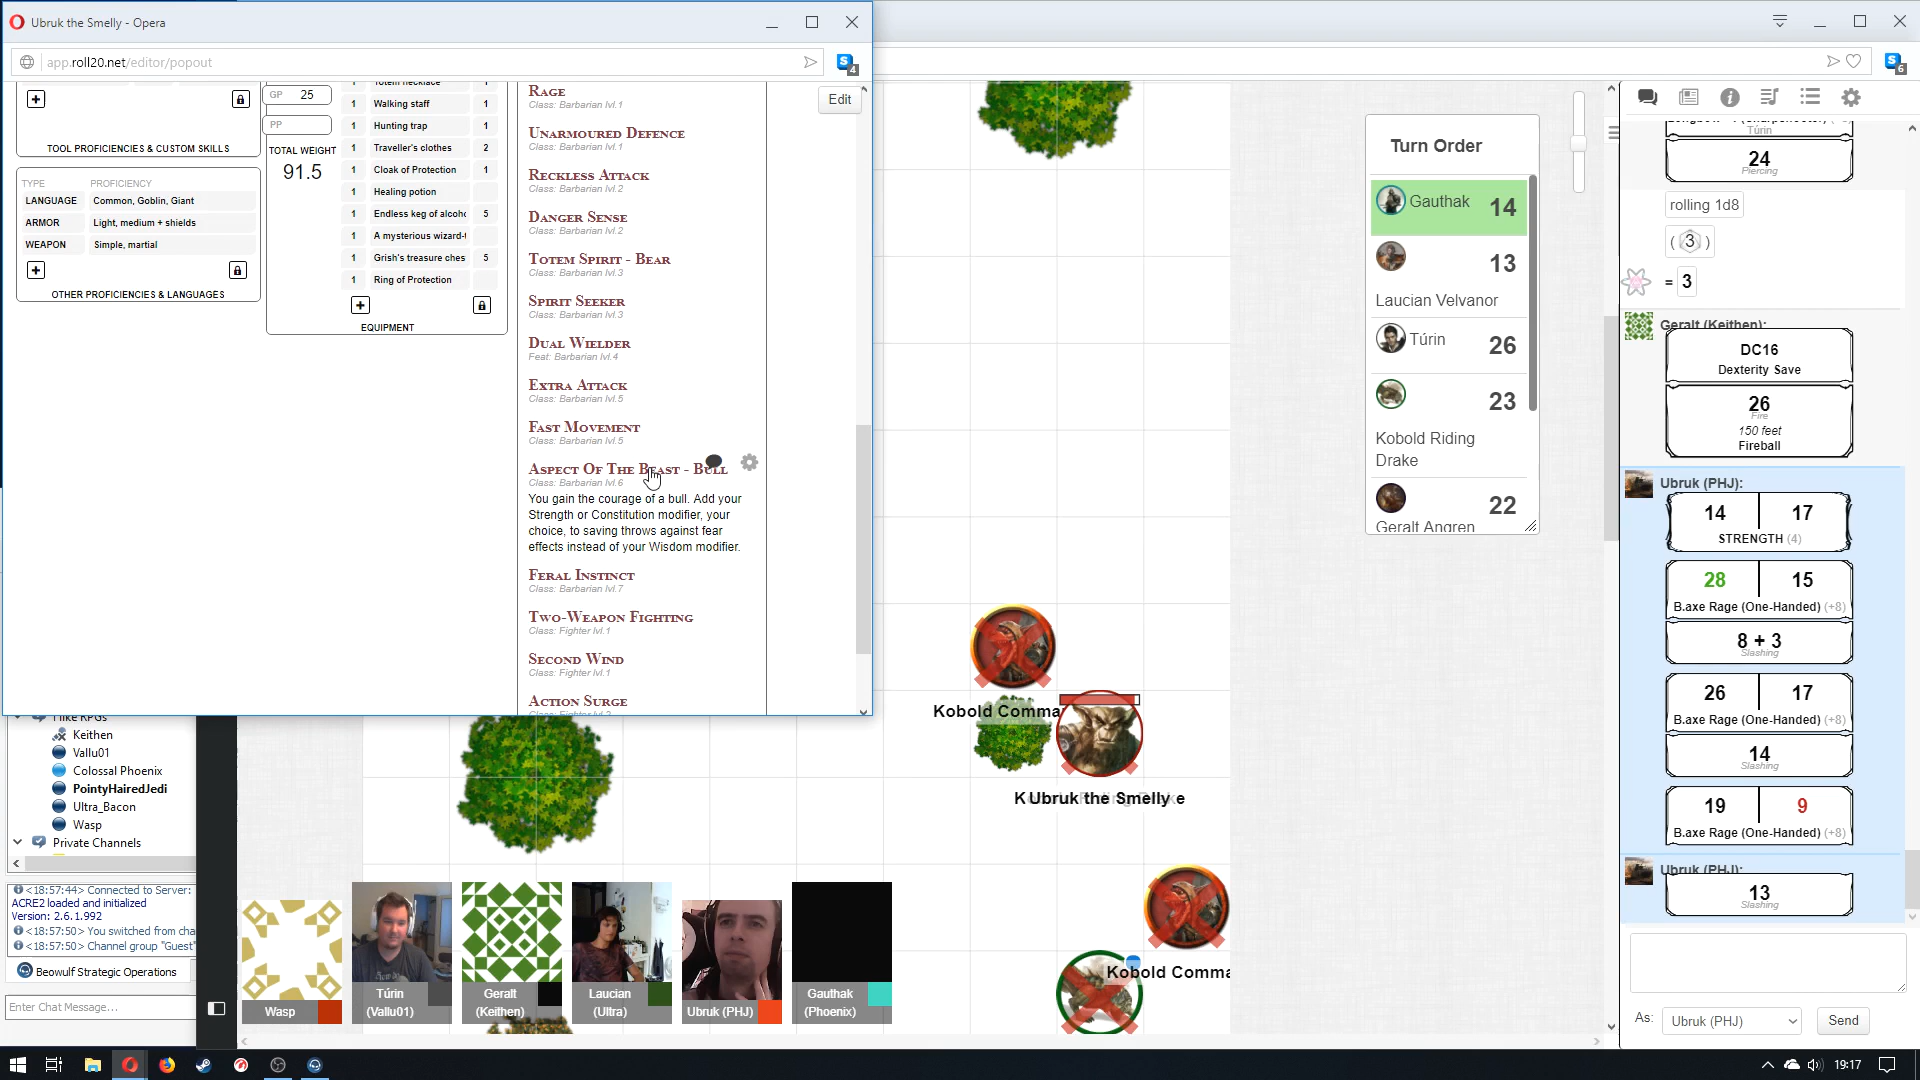 Ubruk the Smelly - Opera
app.roll20.net/editor/popout
4
6
Edit
GP 25
PP
TOTAL WEIGHT
91.5
TOOL PROFICIENCIES & CUSTOM SKILLS
TYPE PROFICIENCY
LANGUAGE Common, Goblin, Giant
ARMOR Light, medium + shields
WEAPON Simple, martial
OTHER PROFICIENCIES & LANGUAGES
1 Totem necklace 1
1 Walking staff 1
1 Hunting trap 1
1 Traveller's clothes 2
1 Cloak of Protection 1
1 Healing potion
1 Endless keg of alcoh 5
1 A mysterious wizard-t
1 Grish's treasure ches 5
1 Ring of Protection
EQUIPMENT
Rage
Class: Barbarian lvl.1
Unarmoured Defence
Class: Barbarian lvl.1
Reckless Attack
Class: Barbarian lvl.2
Danger Sense
Class: Barbarian lvl.2
Totem Spirit - Bear
Class: Barbarian lvl.3
Spirit Seeker
Class: Barbarian lvl.3
Dual Wielder
Feat: Barbarian lvl.4
Extra Attack
Class: Barbarian lvl.5
Fast Movement
Class: Barbarian lvl.5
Aspect Of The Beast - Bull
Class: Barbarian lvl.6
You gain the courage of a bull. Add your
Strength or Constitution modifier, your
choice, to saving throws against fear
effects instead of your Wisdom modifier.
Feral Instinct
Class: Barbarian lvl.7
Two-Weapon Fighting
Class: Fighter lvl.1
Second Wind
Class: Fighter lvl.1
Action Surge
Class: Fighter lvl.2
I like RPGs
Keithen
Vallu01
Colossal Phoenix
PointyHairedJedi
Ultra_Bacon
Wasp
Private Channels
<18:57:44> Connected to Server:
ACRE2 loaded and initialized
Version: 2.6.1.992
<18:57:50> You switched from cha
<18:57:50> Channel group "Guest"
Beowulf Strategic Operations
Enter Chat Message...
Kobold Comma
K Ubruk the Smelly e
Kobold Comma
Wasp
Túrin
(Vallu01)
Geralt
(Keithen)
Laucian
(Ultra)
Ubruk (PHJ)
Gauthak
(Phoenix)
Turn Order
Gauthak 14
13
Laucian Velvanor
Túrin 26
23
Kobold Riding
Drake
22
Geralt Angren
Túrin
24
Piercing
rolling 1d8
( 3 )
= 3
Geralt (Keithen):
DC16
Dexterity Save
26
Fire
150 feet
Fireball
Ubruk (PHJ):
14 17
STRENGTH (4)
28 15
B.axe Rage (One-Handed) (+8)
8 + 3
Slashing
26 17
B.axe Rage (One-Handed) (+8)
14
Slashing
19 9
B.axe Rage (One-Handed) (+8)
Ubruk (PHJ):
13
Slashing
As: Ubruk (PHJ) Send
19:17